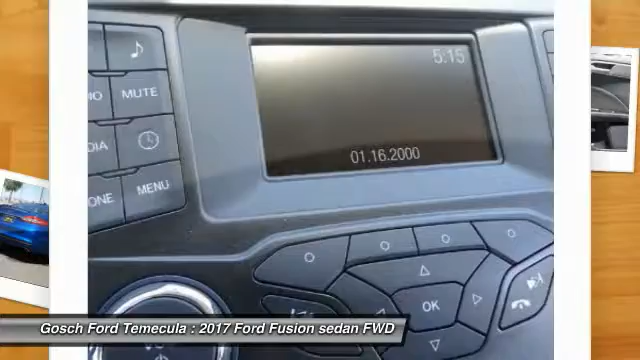 5:15
01.16.2000
MUTE
MENU
OK
Gosch Ford Temecula : 2017 Ford Fusion sedan FWD